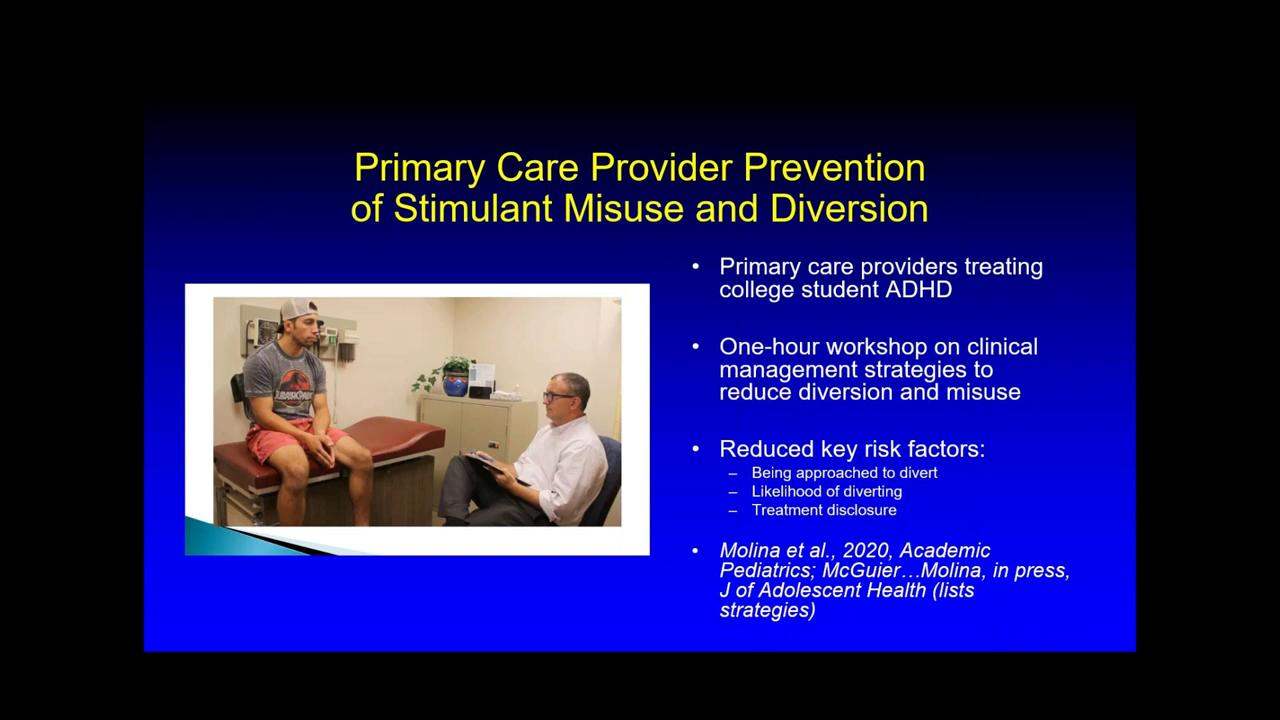 Primary Care Provider Prevention
of Stimulant Misuse and Diversion
• Primary care providers treating
college student ADHD
• One-hour workshop on clinical
management strategies to
reduce diversion and misuse
• Reduced key risk factors:
– Being approached to divert
– Likelihood of diverting
– Treatment disclosure
• Molina et al., 2020, Academic
Pediatrics; McGuier…Molina, in press,
J of Adolescent Health (lists
strategies)
JURASSIC PARK